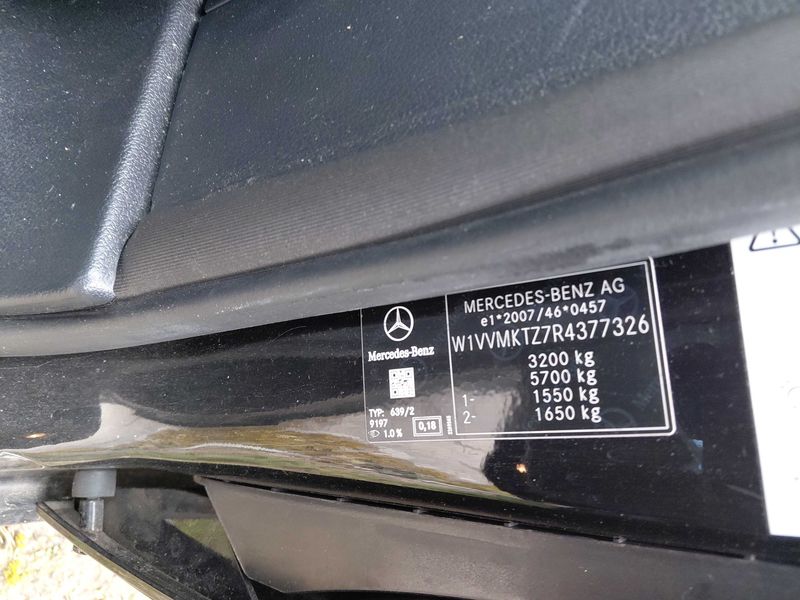 Mercedes-Benz
TYP: 639/2
9197
1.0 %
0,18
MERCEDES-BENZ AG
e1*2007/46*0457
W1VVMKTZ7R4377326
3200 kg
5700 kg
1- 1550 kg
2- 1650 kg